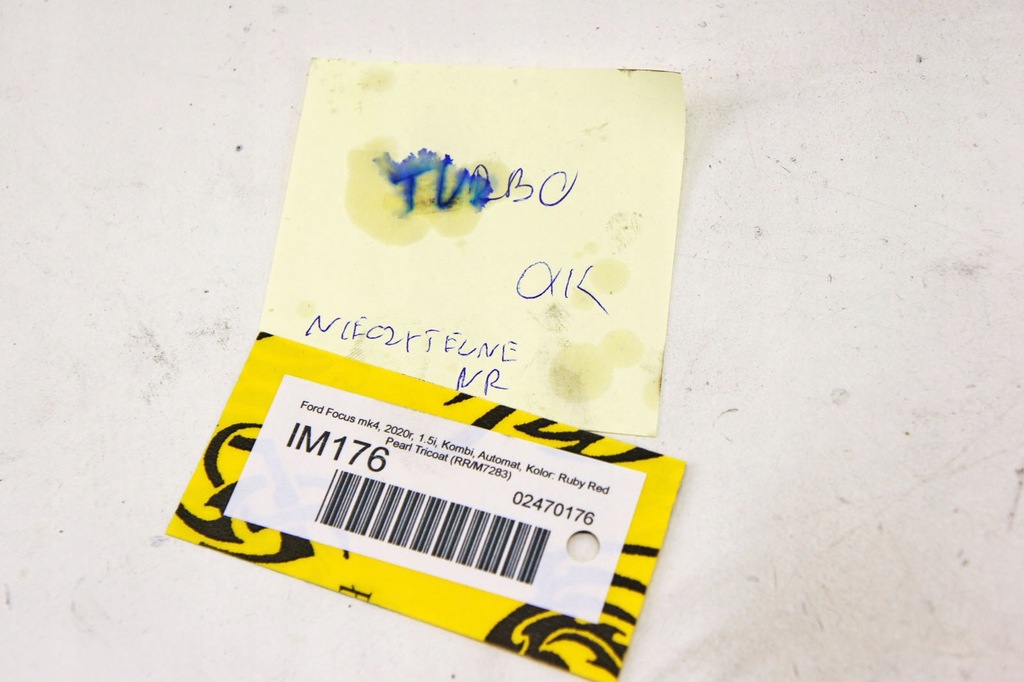 TURBO
OK
NIECZYTELNE
NR
Ford Focus mk4, 2020r, 1.5i, Kombi, Automat, Kolor: Ruby Red
Pearl Tricoat (RR/M7283)
IM176
02470176